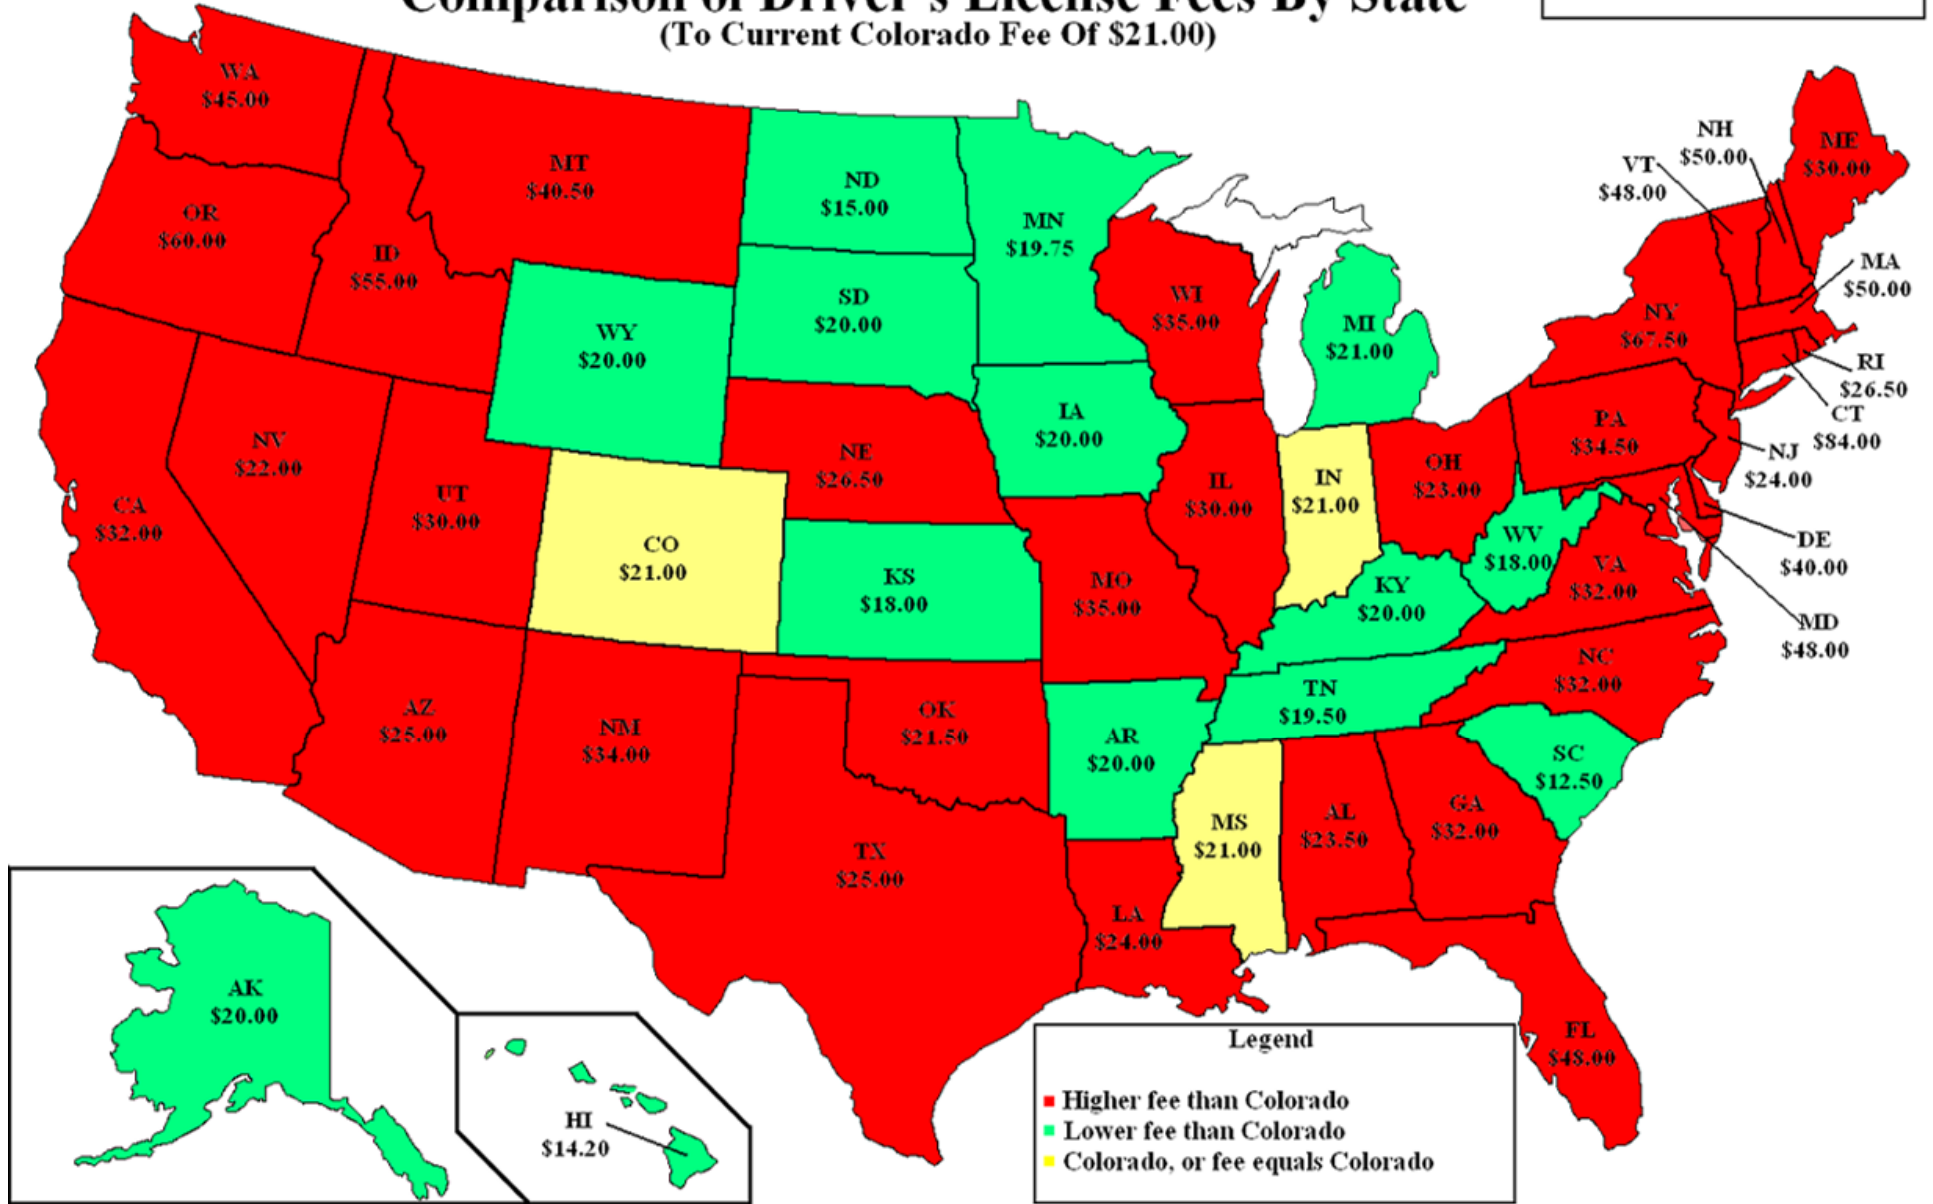 Comparison of Driver's License Fees By State
(To Current Colorado Fee Of $21.00)
WA
$45.00
OR
$60.00
CA
$32.00
NV
$22.00
ID
$55.00
MT
$40.50
WY
$20.00
UT
$30.00
AZ
$25.00
CO
$21.00
NM
$34.00
ND
$15.00
SD
$20.00
NE
$26.50
KS
$18.00
OK
$21.50
TX
$25.00
MN
$19.75
IA
$20.00
MO
$35.00
AR
$20.00
LA
$24.00
WI
$35.00
IL
$30.00
MI
$21.00
IN
$21.00
OH
$23.00
KY
$20.00
TN
$19.50
MS
$21.00
AL
$23.50
GA
$32.00
FL
$48.00
SC
$12.50
NC
$32.00
VA
$32.00
WV
$18.00
PA
$34.50
NY
$67.50
VT
$48.00
NH
$50.00
ME
$30.00
MA
$50.00
RI
$26.50
CT
$84.00
NJ
$24.00
DE
$40.00
MD
$48.00
AK
$20.00
HI
$14.20
Legend
Higher fee than Colorado
Lower fee than Colorado
Colorado, or fee equals Colorado